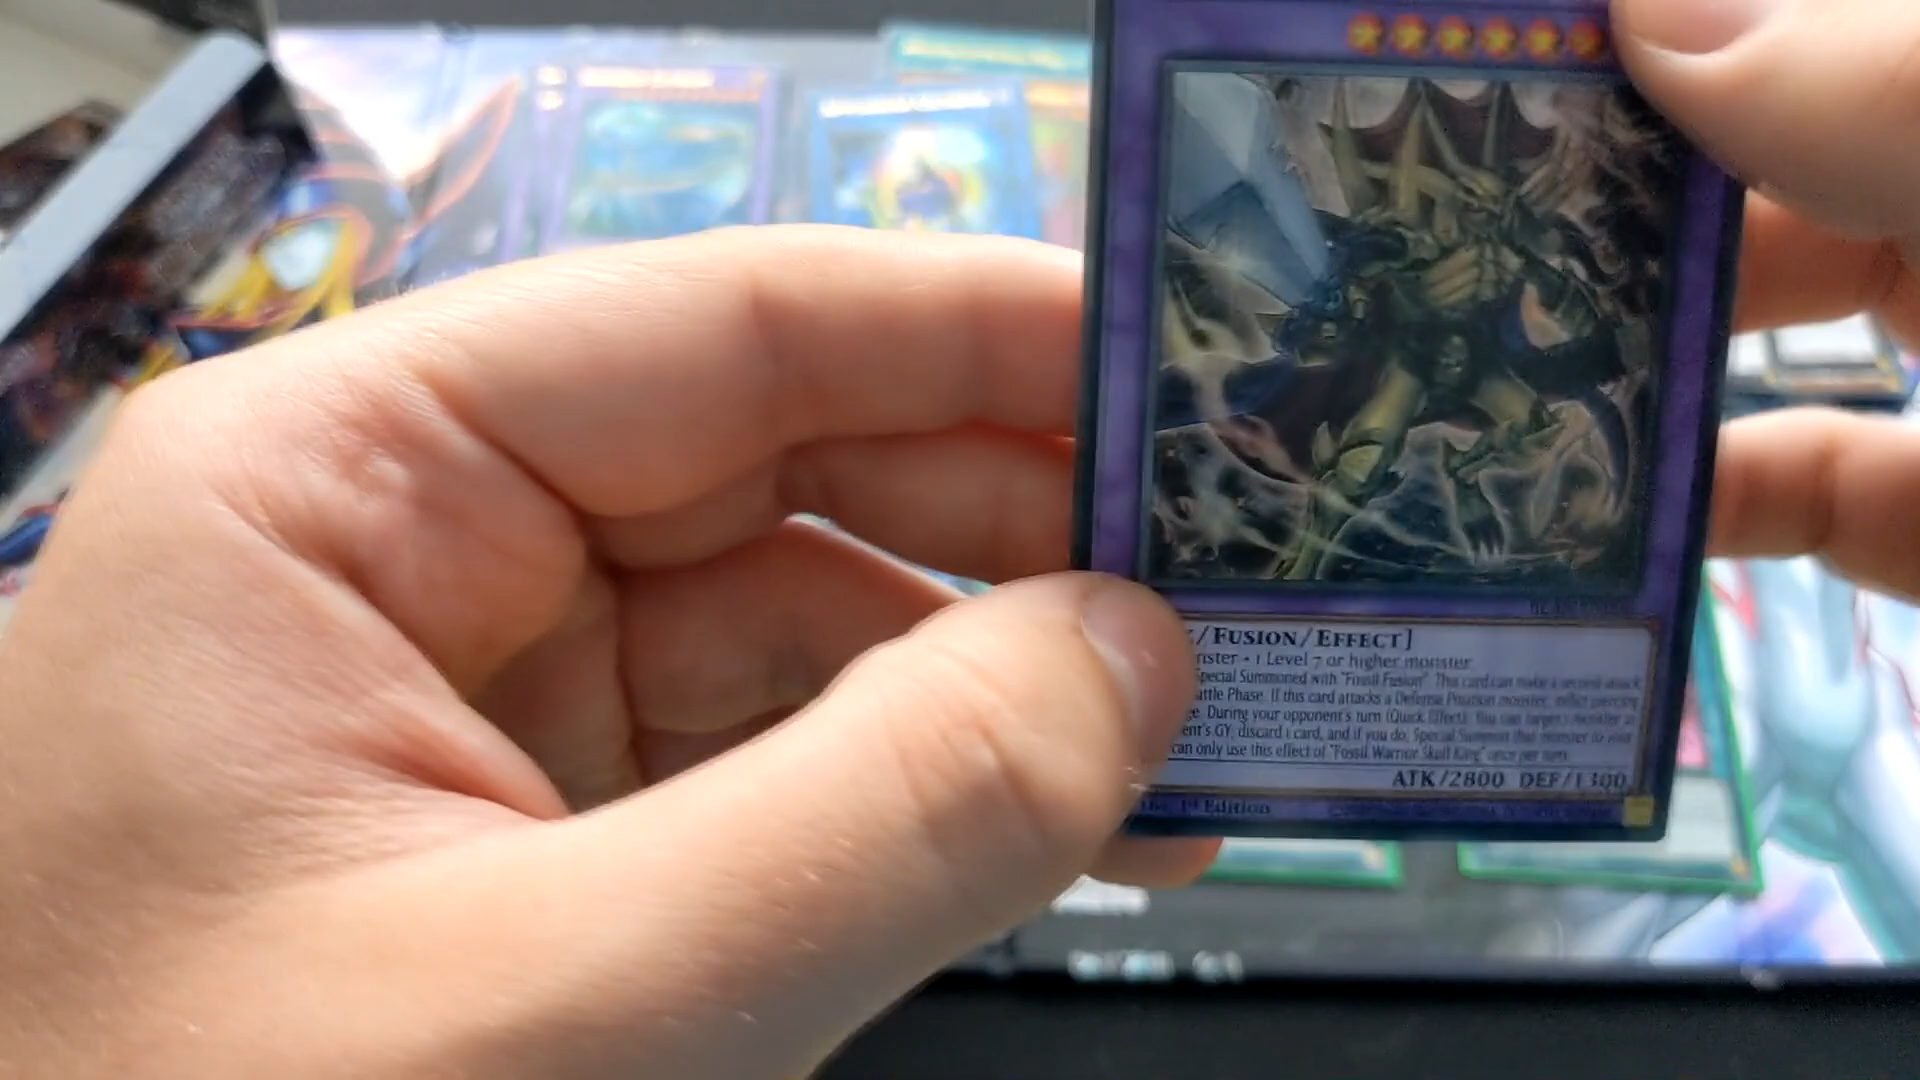 /FUSION/EFFECT]
nster + 1 Level 7 or higher monster
Special Summoned with "Fossil Fusion". This card can make a second attack
attle Phase. If this card attacks a Defense Position monster, inflict piercing
ge. During your opponent's turn (Quick Effect): You can target 1 monster in
ent's GY; discard 1 card, and if you do, Special Summon that monster to your
can only use this effect of "Fossil Warrior Skull King" once per turn.
ATK/2800 DEF/1300
1st Edition